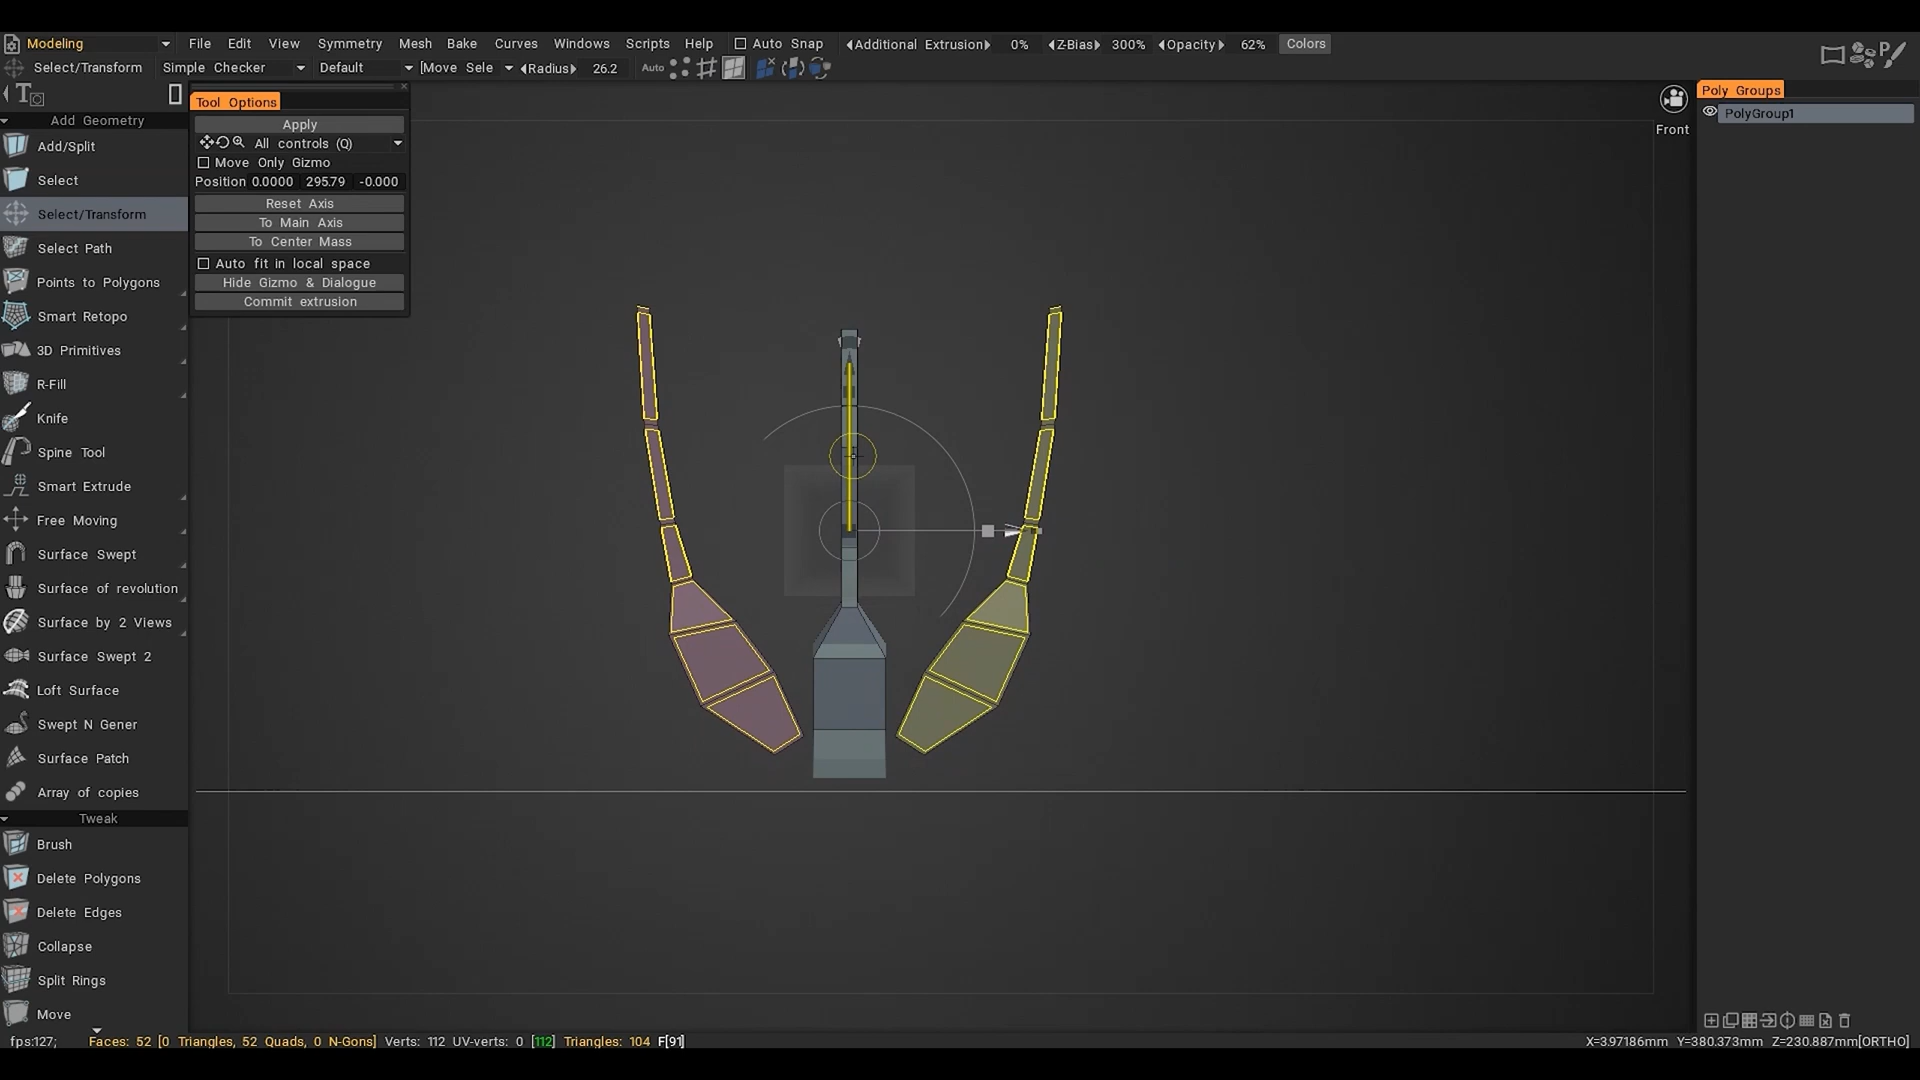 Modeling File Edit View Symmetry Mesh Bake Curves Windows Scripts Help Auto Snap Additional Extrusion 0% Z-Bias 300% Opacity 62% Colors
Select/Transform Simple Checker Default [Move Sele Radius 26.2 Auto
Tool Options
Apply
All controls (Q)
Move Only Gizmo
Position 0.0000 295.79 -0.000
Reset Axis
To Main Axis
To Center Mass
Auto fit in local space
Hide Gizmo & Dialogue
Commit extrusion
Add Geometry
Add/Split
Select
Select/Transform
Select Path
Points to Polygons
Smart Retopo
3D Primitives
R-Fill
Knife
Spine Tool
Smart Extrude
Free Moving
Surface Swept
Surface of revolution
Surface by 2 Views
Surface Swept 2
Loft Surface
Swept N Gener
Surface Patch
Array of copies
Tweak
Brush
Delete Polygons
Delete Edges
Collapse
Split Rings
Move
Front
Poly Groups
PolyGroup1
fps:127; Faces: 52 [0 Triangles, 52 Quads, 0 N-Gons] Verts: 112 UV-verts: 0 [112] Triangles: 104 F[91] X=3.97186mm Y=380.373mm Z=230.887mm[ORTHO]